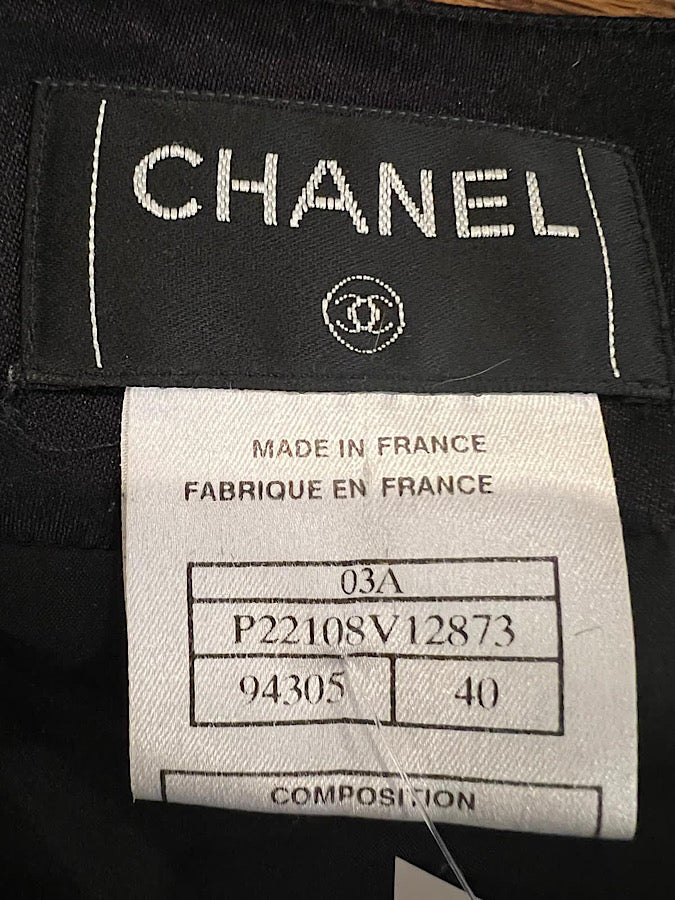 CHANEL
MADE IN FRANCE
FABRIQUE EN FRANCE
03A
P22108V12873
94305 40
COMPOSITION